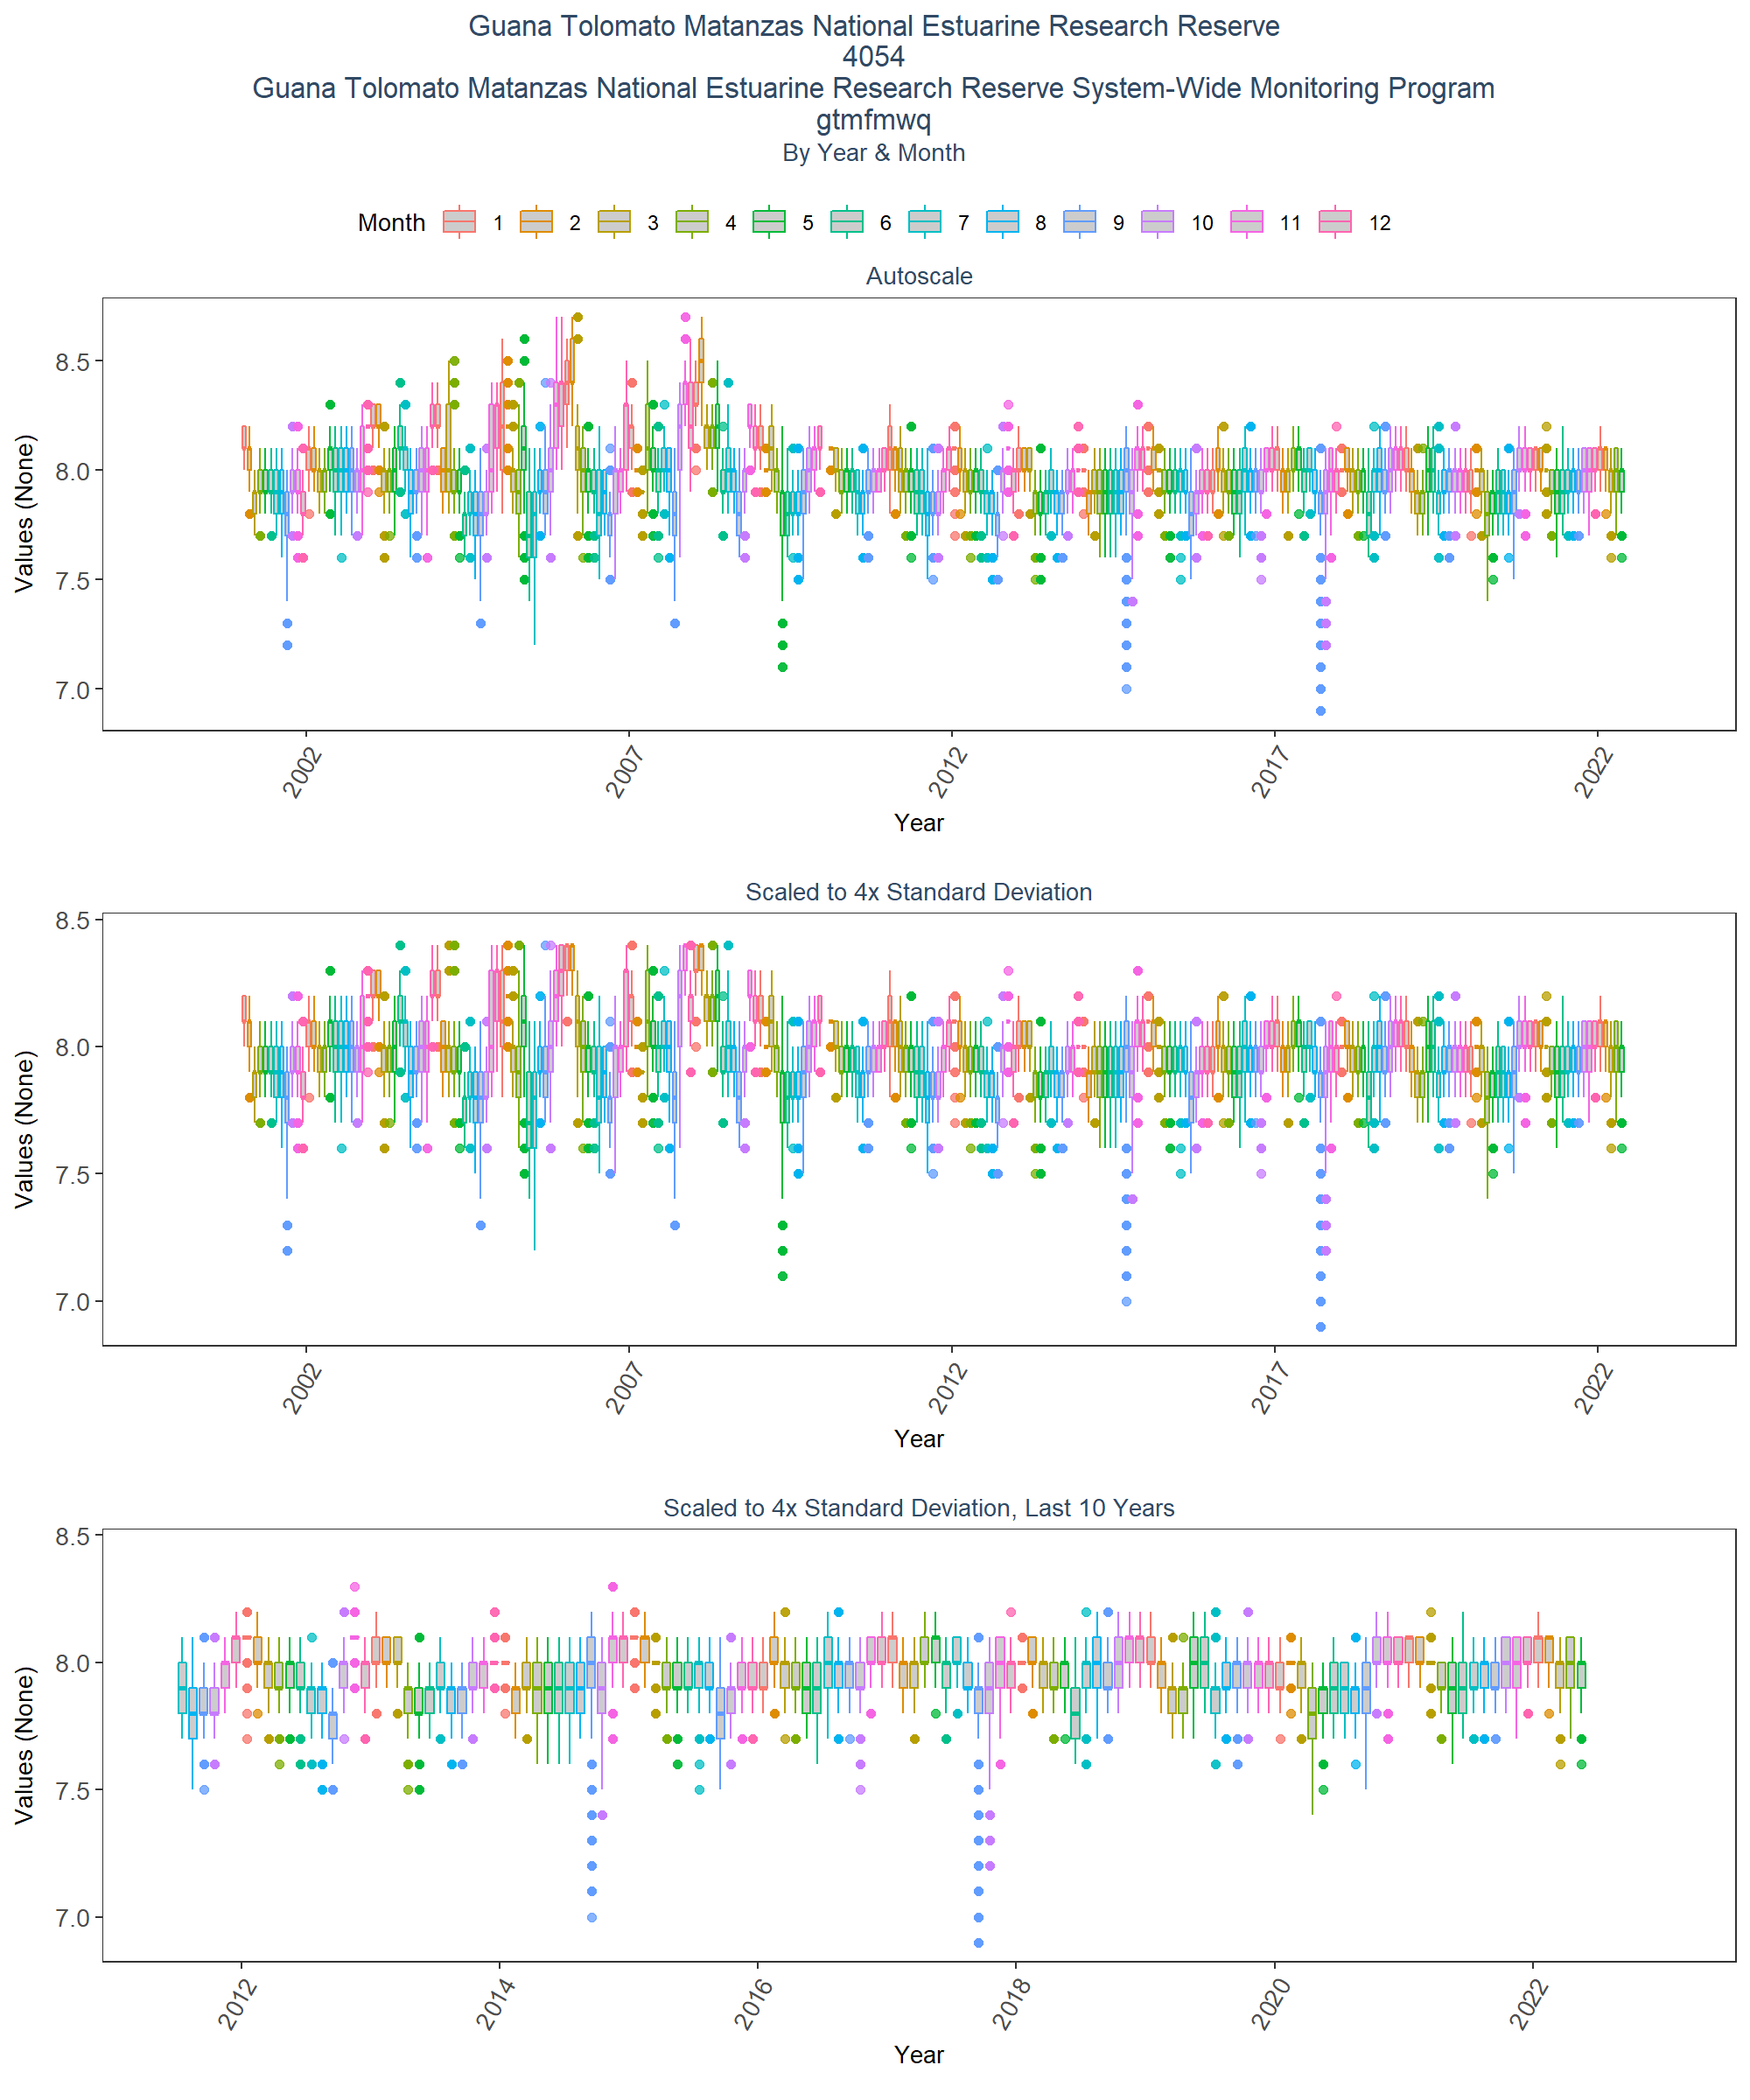 Guana Tolomato Matanzas National Estuarine Research Reserve
4054
Guana Tolomato Matanzas National Estuarine Research Reserve System-Wide Monitoring Program
gtmfmwq
By Year & Month
Month 1 2 3 4 5 6 7 8 9 10 11 12
Autoscale
Values (None)
8.5
8.0
7.5
7.0
2002 2007 2012 2017 2022
Year
Scaled to 4x Standard Deviation
Values (None)
8.5
8.0
7.5
7.0
2002 2007 2012 2017 2022
Year
Scaled to 4x Standard Deviation, Last 10 Years
Values (None)
8.5
8.0
7.5
7.0
2012 2014 2016 2018 2020 2022
Year